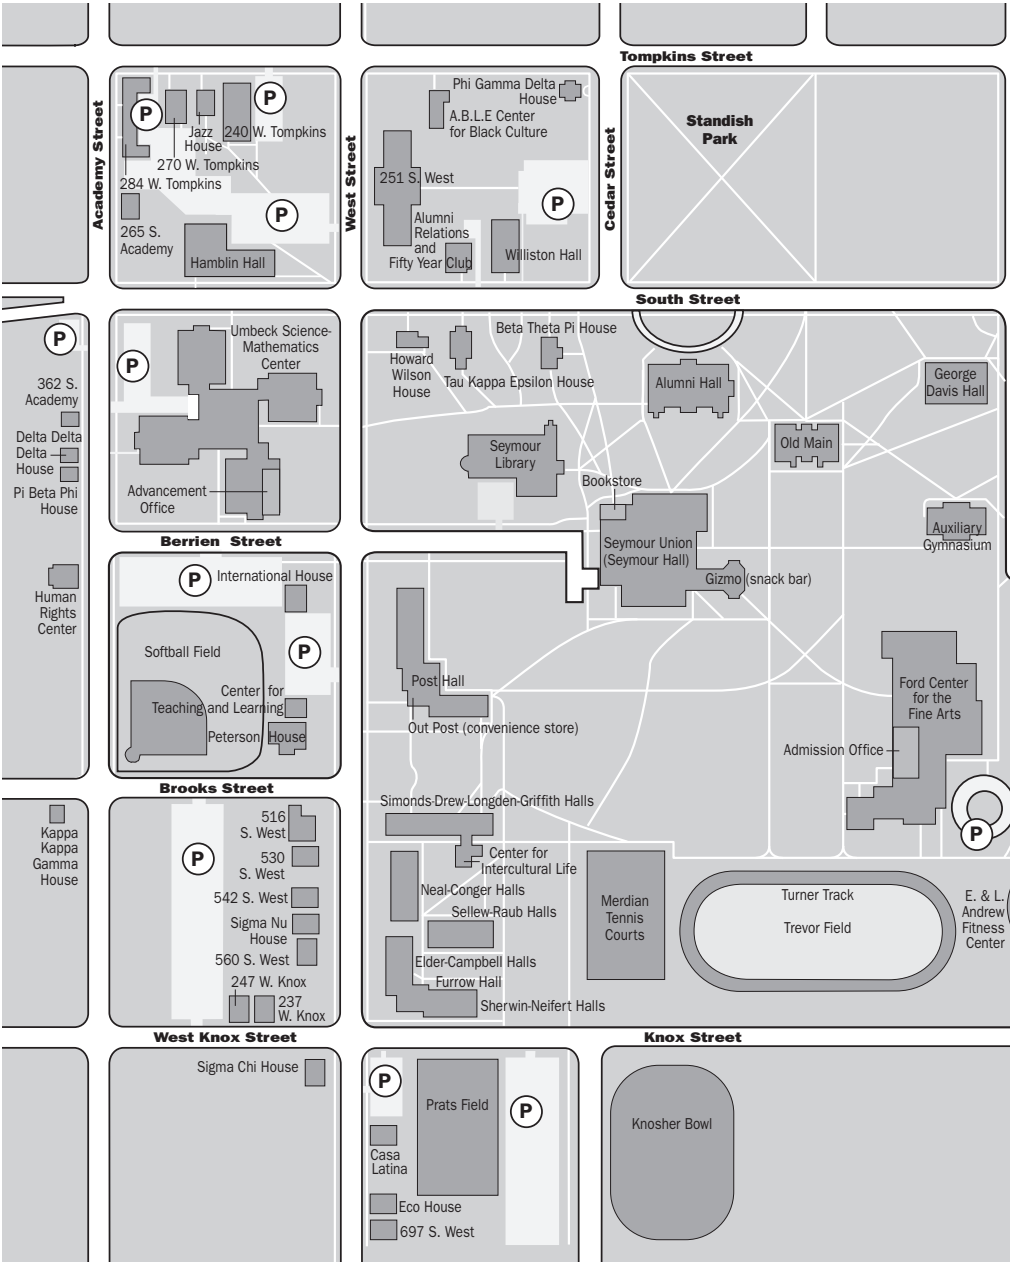 Tompkins Street
Academy Street
West Street
Cedar Street
P
P
Jazz
House
240 W. Tompkins
270 W. Tompkins
284 W. Tompkins
265 S.
Academy
P
Hamblin Hall
Phi Gamma Delta
House
A.B.L.E Center
for Black Culture
251 S. West
P
Alumni
Relations
and
Fifty Year Club
Williston Hall
Standish
Park
South Street
P
362 S.
Academy
Delta Delta
Delta
House
Pi Beta Phi
House
Human
Rights
Center
P
Umbeck Science-
Mathematics
Center
Advancement
Office
Berrien Street
Howard
Wilson
House
Beta Theta Pi House
Tau Kappa Epsilon House
Alumni Hall
George
Davis Hall
Old Main
Seymour
Library
Bookstore
Seymour Union
(Seymour Hall)
Gizmo (snack bar)
Auxiliary
Gymnasium
P
International House
Softball Field
P
Center for
Teaching and Learning
Peterson House
Brooks Street
Post Hall
Out Post (convenience store)
Ford Center
for the
Fine Arts
Admission Office
P
Simonds-Drew-Longden-Griffith Halls
Center for
Intercultural Life
Neal-Conger Halls
Sellew-Raub Halls
Elder-Campbell Halls
Furrow Hall
Sherwin-Neifert Halls
Merdian
Tennis
Courts
Turner Track
Trevor Field
E. & L.
Andrew
Fitness
Center
Kappa
Kappa
Gamma
House
P
516
S. West
530
S. West
542 S. West
Sigma Nu
House
560 S. West
247 W. Knox
237
W. Knox
West Knox Street
Knox Street
Sigma Chi House
P
Prats Field
P
Casa
Latina
Eco House
697 S. West
Knosher Bowl